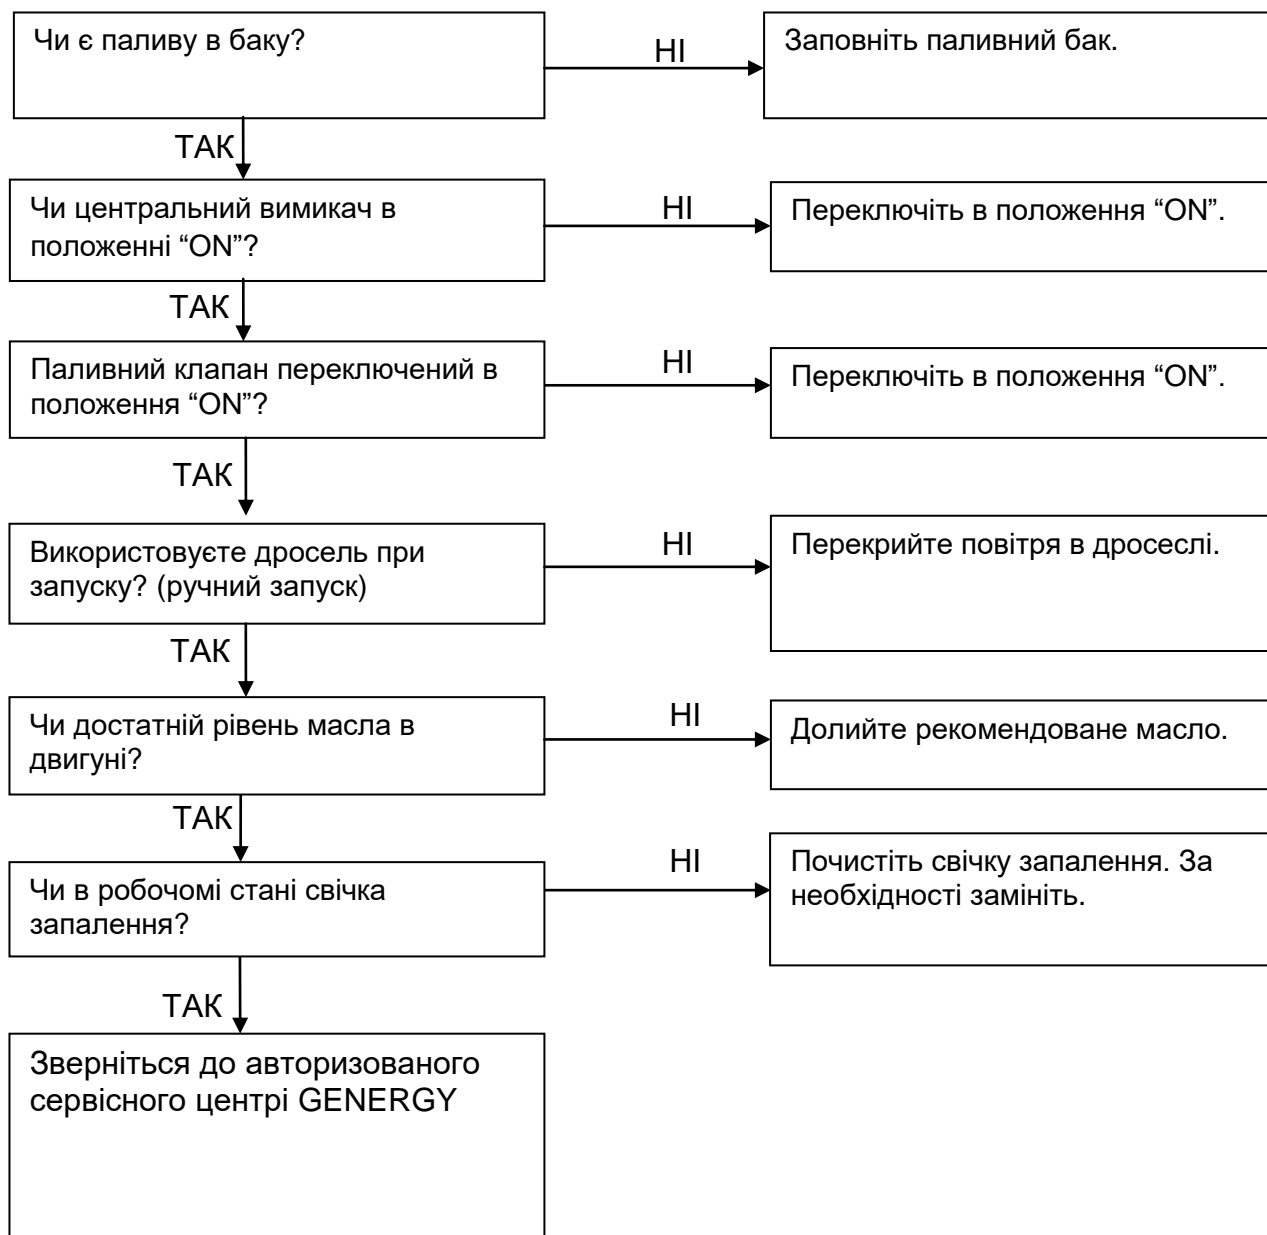 Чи є паливу в баку?
НІ
Заповніть паливний бак.
ТАК
Чи центральний вимикач в
положенні “ON”?
НІ
Переключіть в положення “ON”.
ТАК
Паливний клапан переключений в
положення “ON”?
НІ
Переключіть в положення “ON”.
ТАК
Використовуєте дросель при
запуску? (ручний запуск)
НІ
Перекрийте повітря в дросеслі.
ТАК
Чи достатній рівень масла в
двигуні?
НІ
Долийте рекомендоване масло.
ТАК
Чи в робочомі стані свічка
запалення?
НІ
Почистіть свічку запалення. За
необхідності замініть.
ТАК
Зверніться до авторизованого
сервісного центрі GENERGY